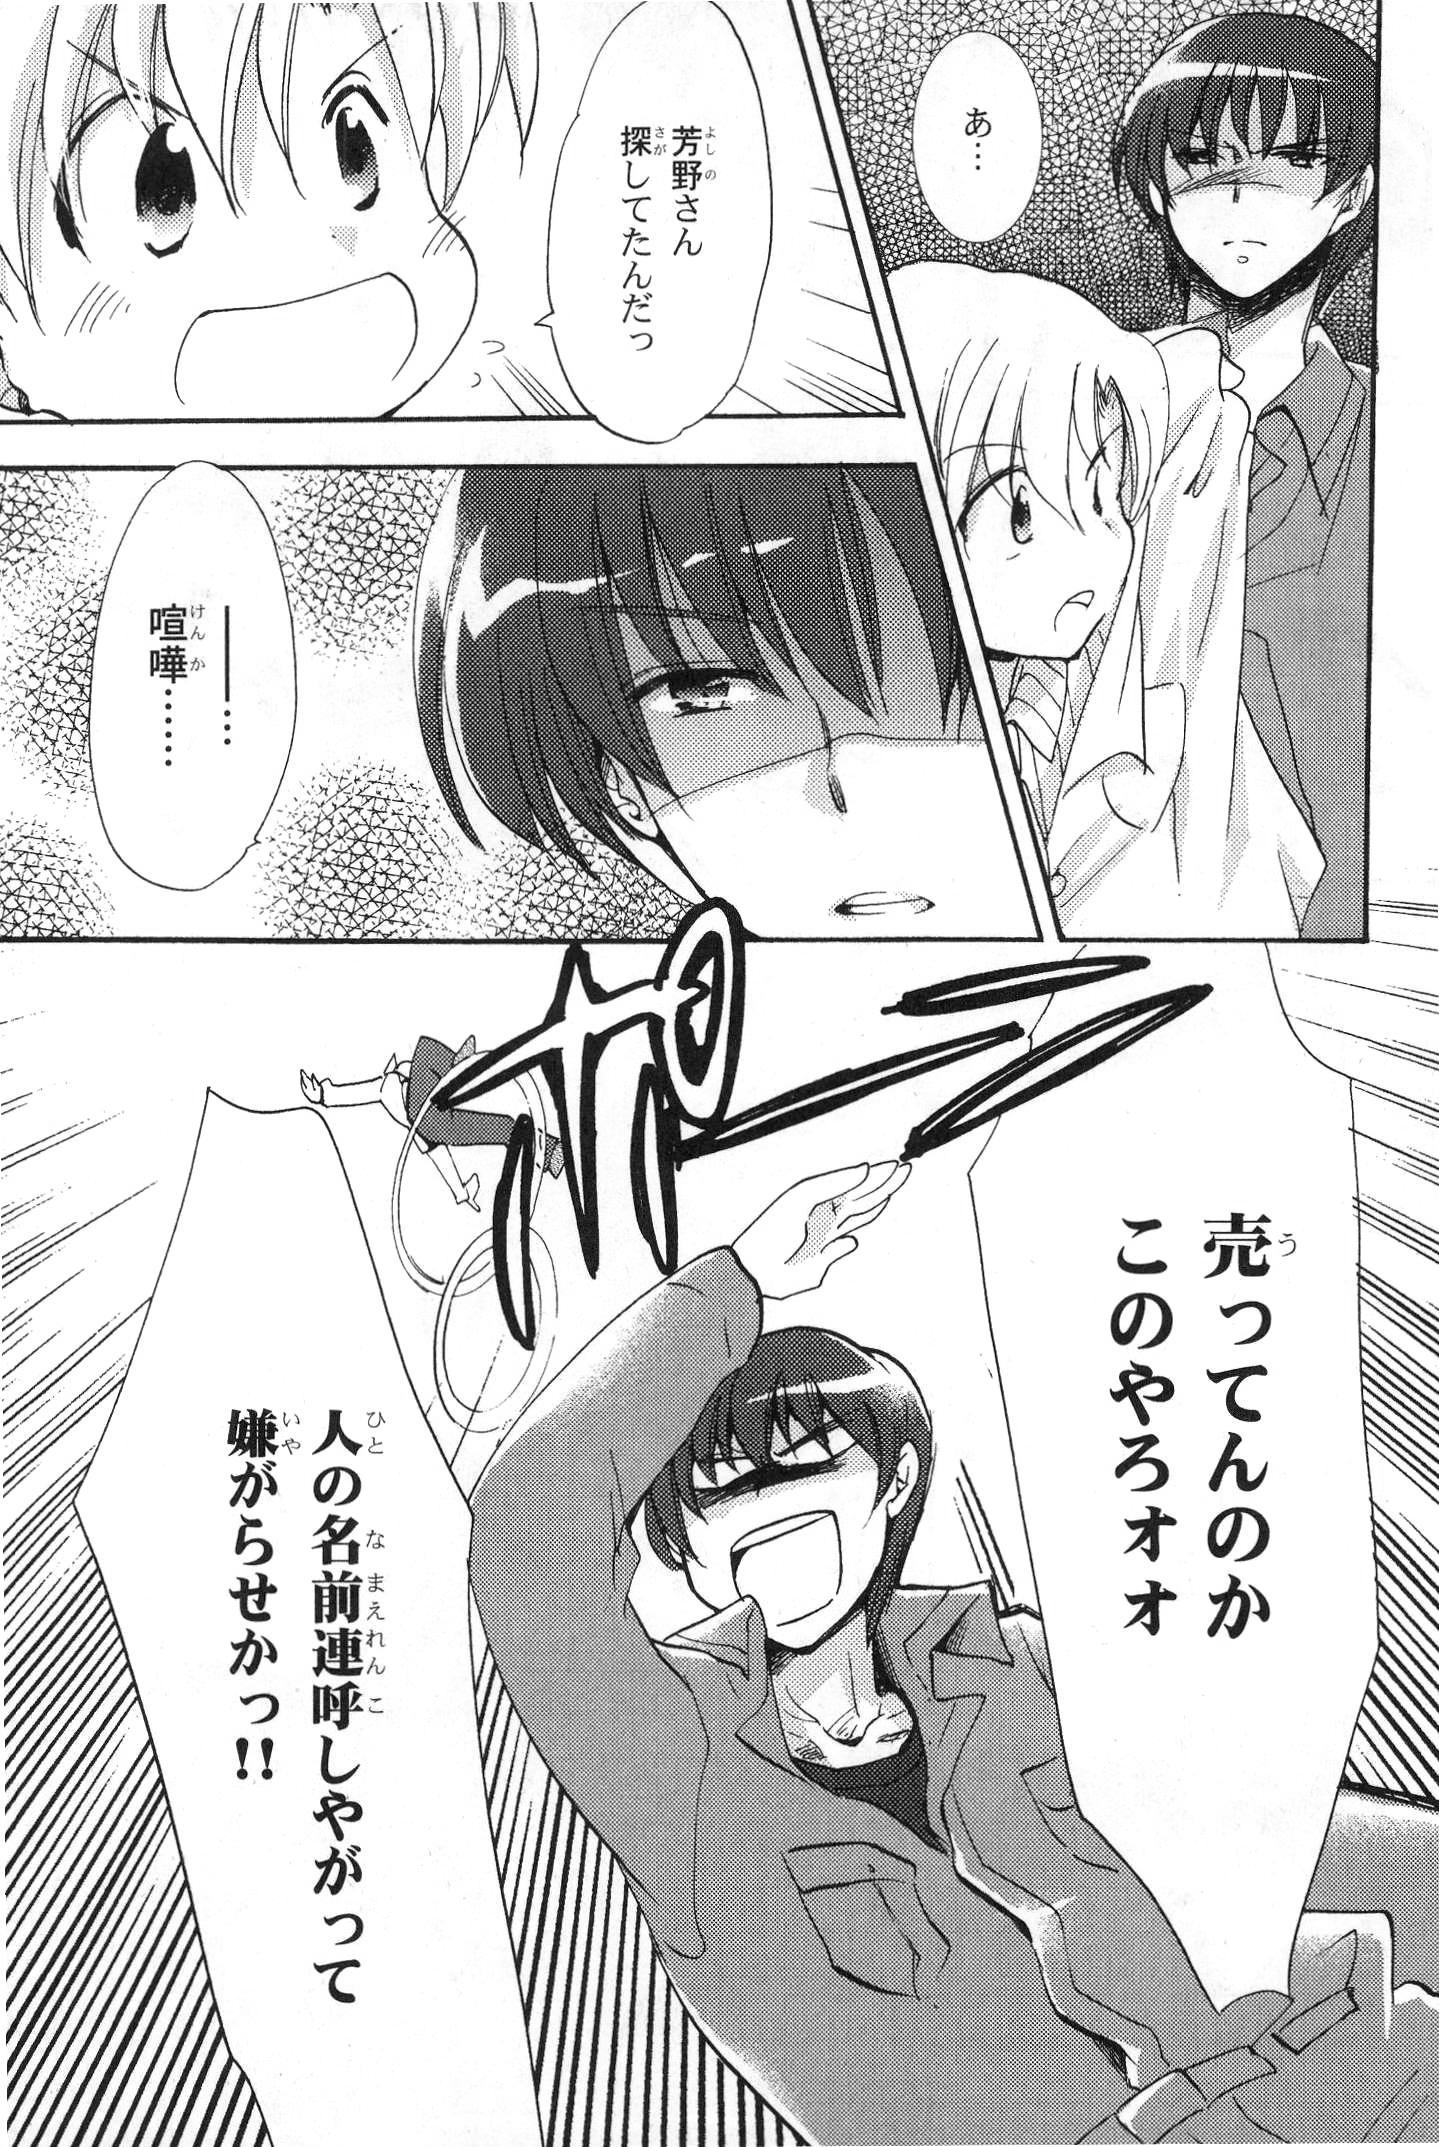 あ…
芳野さん
探してたんだっ
――…
喧嘩………
売ってんのか
このやろォォ
人の名前連呼しやがって
嫌がらせかっ!!